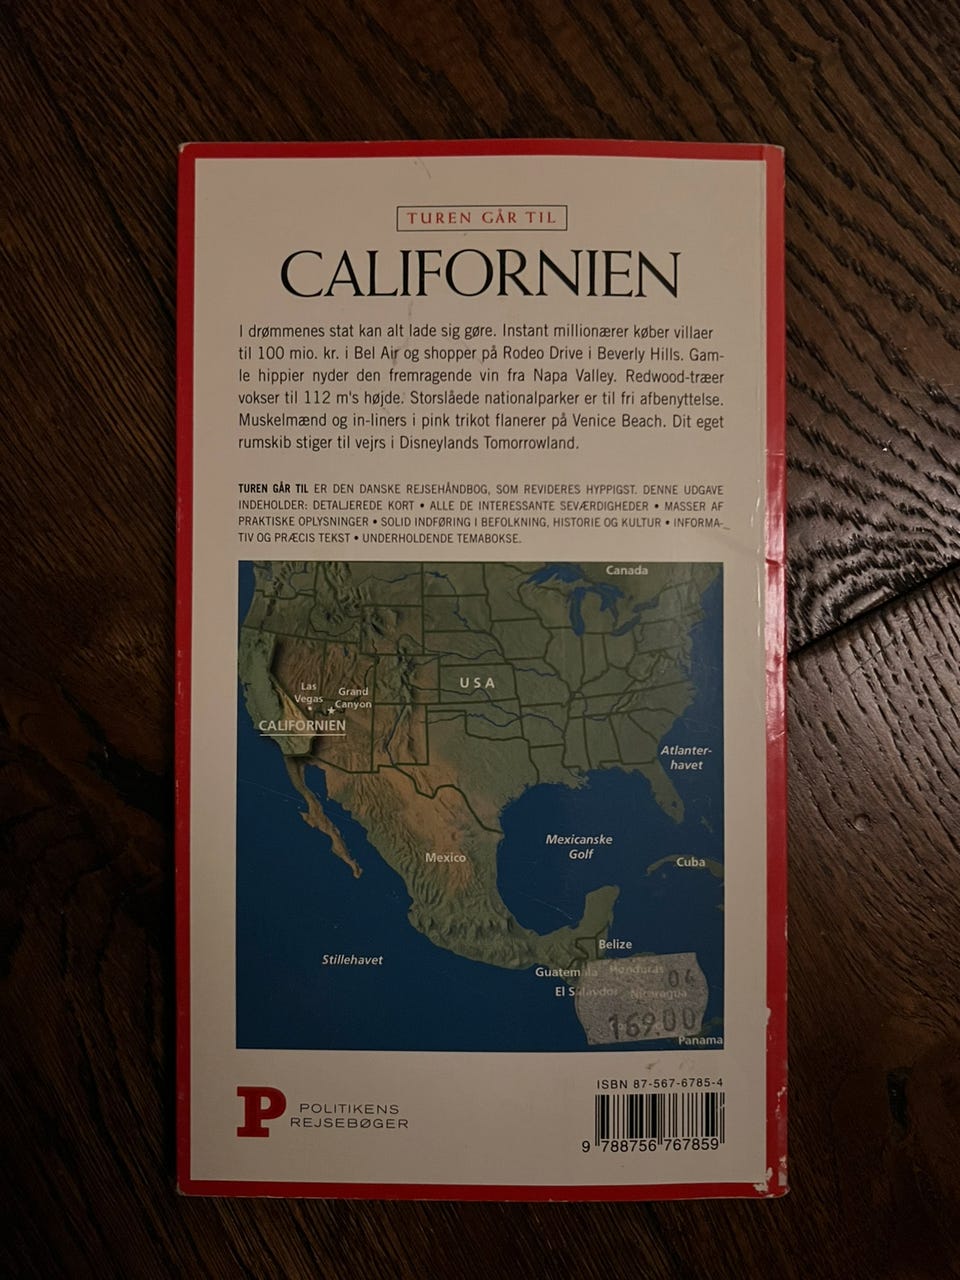 TUREN GÅR TIL
CALIFORNIEN
I drømmenes stat kan alt lade sig gøre. Instant millionærer køber villaer
til 100 mio. kr. i Bel Air og shopper på Rodeo Drive i Beverly Hills. Gam-
le hippier nyder den fremragende vin fra Napa Valley. Redwood-træer
vokser til 112 m's højde. Storslåede nationalparker er til fri afbenyttelse.
Muskelmænd og in-liners i pink trikot flanerer på Venice Beach. Dit eget
rumskib stiger til vejrs i Disneylands Tomorrowland.
TUREN GÅR TIL ER DEN DANSKE REJSEHÅNDBOG, SOM REVIDERES HYPPIGST. DENNE UDGAVE
INDEHOLDER: DETALJEREDE KORT • ALLE DE INTERESSANTE SEVÆRDIGHEDER • MASSER AF
PRAKTISKE OPLYSNINGER • SOLID INDFØRING I BEFOLKNING, HISTORIE OG KULTUR • INFORMA-
TIV OG PRÆCIS TEKST • UNDERHOLDENDE TEMABOKSE.
Canada
USA
Las
Vegas
Grand
Canyon
CALIFORNIEN
Atlanter-
havet
Mexicanske
Golf
Mexico
Cuba
Belize
Stillehavet
Guatemala
Honduras
El Salvador
Nicaragua
04
169.00
Panama
P
POLITIKENS
REJSEBØGER
ISBN 87-567-6785-4
9 788756 767859